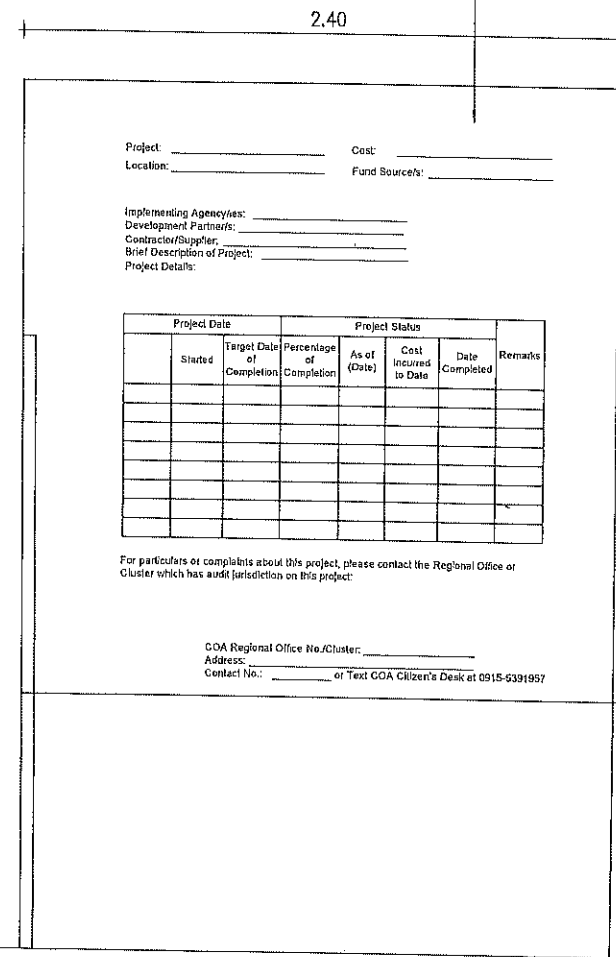 2.40
Project: Cost:
Location: Fund Source/s:
Implementing Agency/ies:
Development Partner/s:
Contractor/Supplier:
Brief Description of Project:
Project Details:
Project Date Project Status
Started Target Date of Completion Percentage of Completion As of (Date) Cost Incurred to Date Date Completed Remarks
For particulars or complaints about this project, please contact the Regional Office or
Cluster which has audit jurisdiction on this project:
COA Regional Office No./Cluster:
Address:
Contact No.: or Text COA Citizen's Desk at 0915-5391957